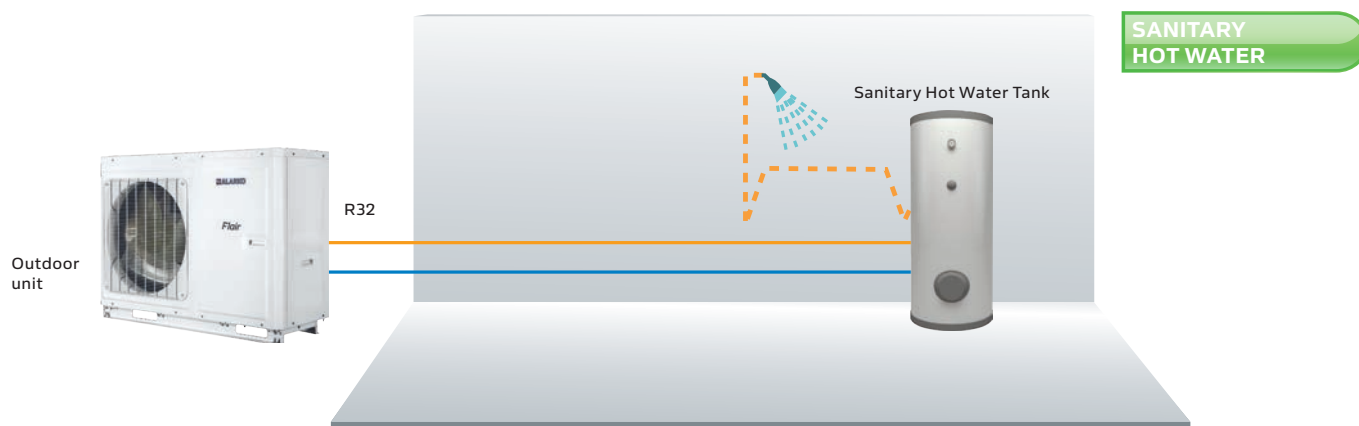 SANITARY
HOT WATER
Sanitary Hot Water Tank
ALARKO
Flair
R32
Outdoor
unit